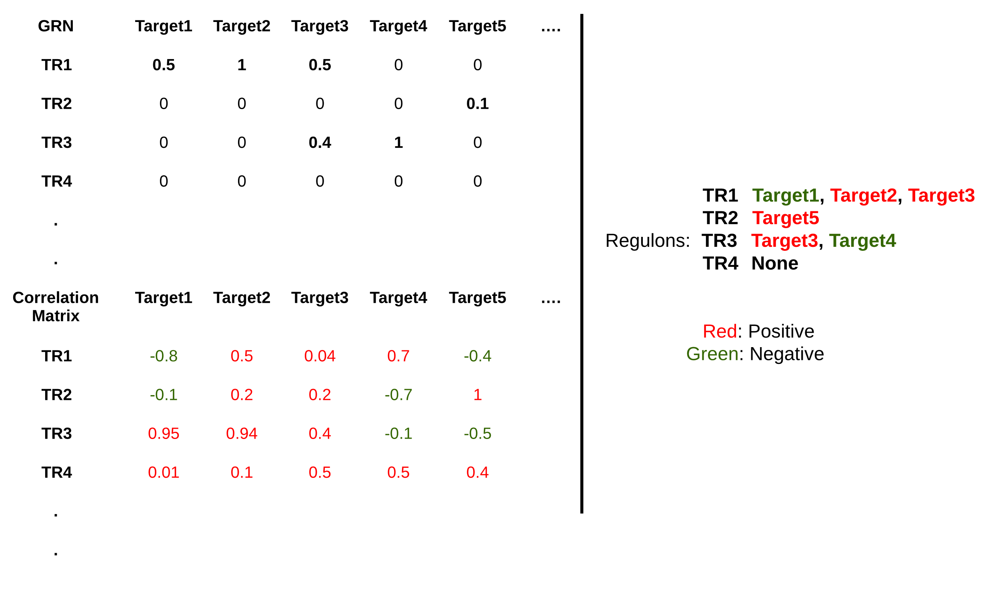 GRN Target1 Target2 Target3 Target4 Target5 ....
TR1 0.5 1 0.5 0 0
TR2 0 0 0 0 0.1
TR3 0 0 0.4 1 0
TR4 0 0 0 0 0
.
.
Correlation Target1 Target2 Target3 Target4 Target5 ....
Matrix
TR1 -0.8 0.5 0.04 0.7 -0.4
TR2 -0.1 0.2 0.2 -0.7 1
TR3 0.95 0.94 0.4 -0.1 -0.5
TR4 0.01 0.1 0.5 0.5 0.4
.
.
TR1 Target1, Target2, Target3
TR2 Target5
Regulons: TR3 Target3, Target4
TR4 None
Red: Positive
Green: Negative